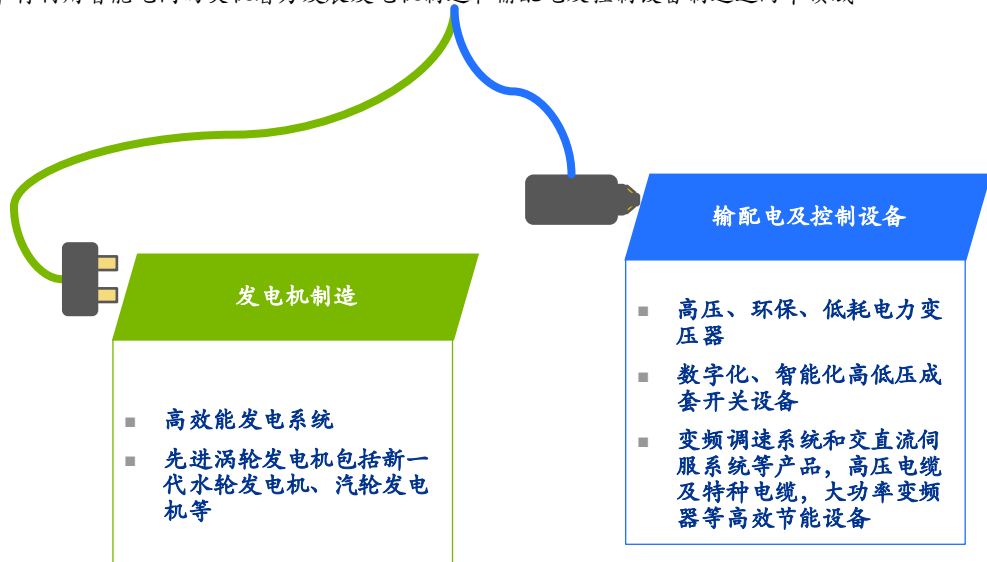 输配电及控制设备
发电机制造
■ 高压、环保、低耗电力变
压器
■ 数字化、智能化高低压成
套开关设备
■ 变频调速系统和交直流伺
服系统等产品，高压电缆
及特种电缆，大功率变频
器等高效节能设备
■ 高效能发电系统
■ 先进涡轮发电机包括新一
代水轮发电机、汽轮发电
机等